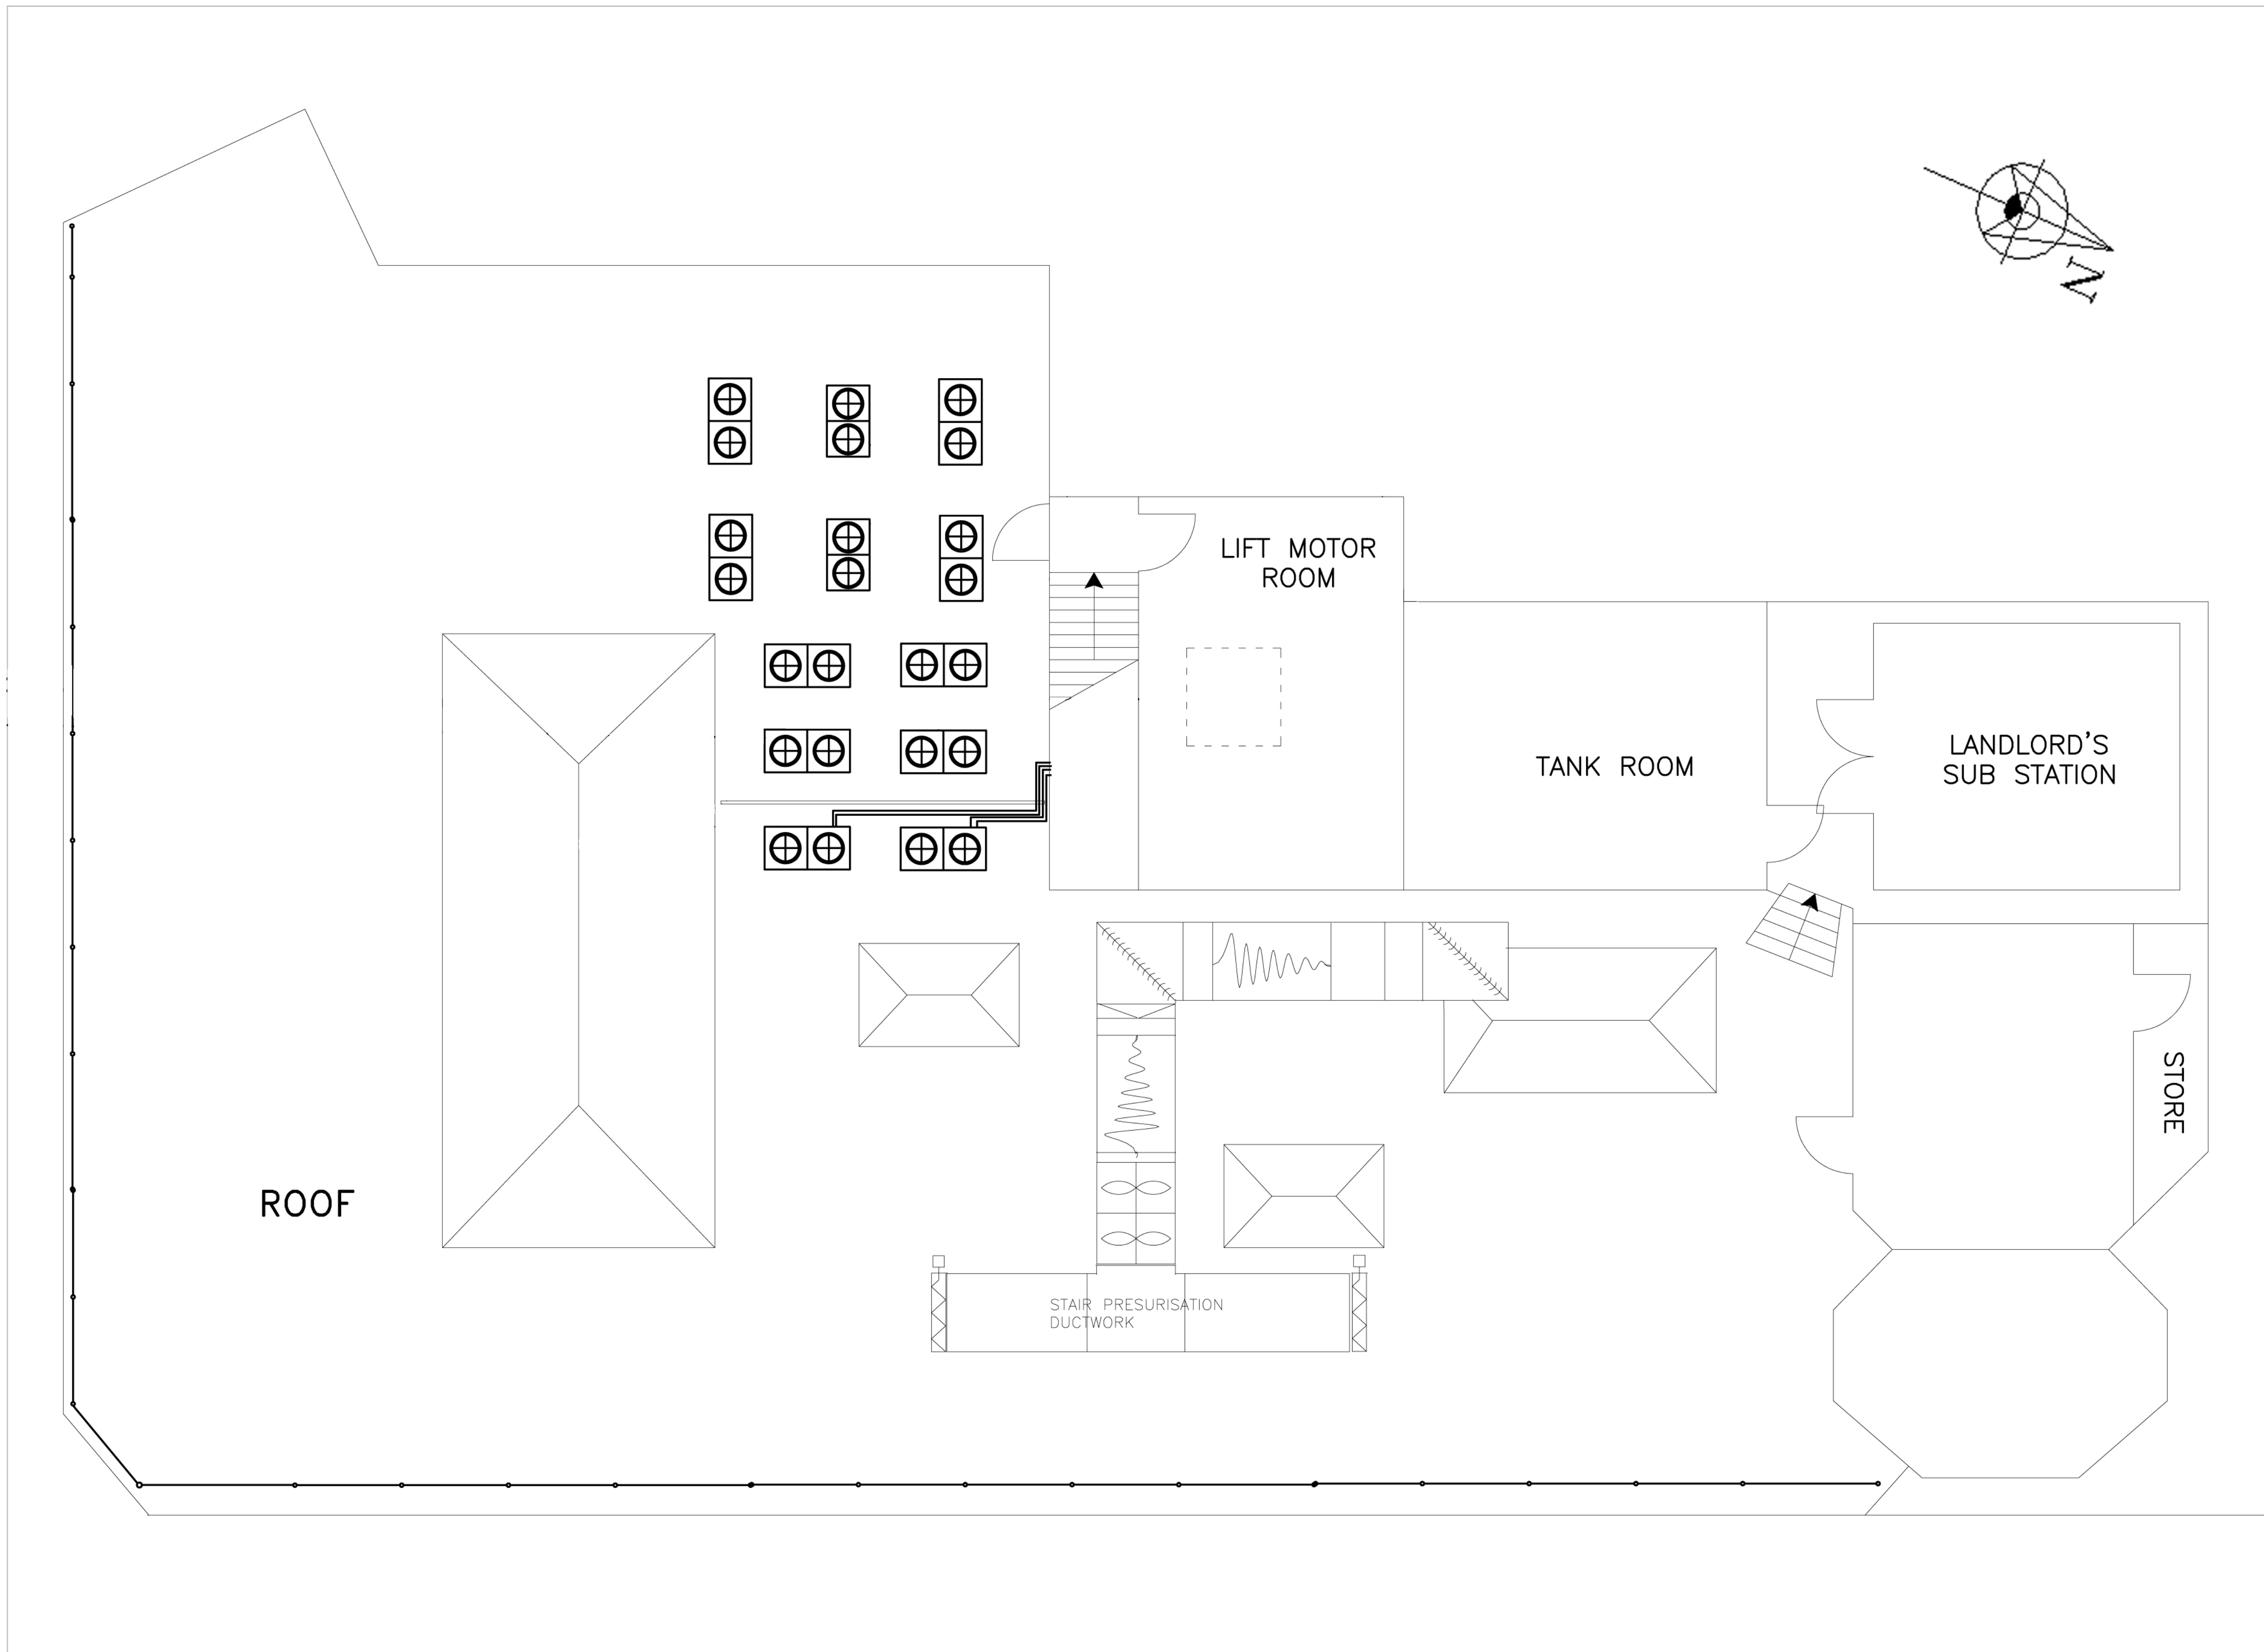 N
LIFT MOTOR
ROOM
LANDLORD'S
SUB STATION
TANK ROOM
STORE
ROOF
STAIR PRESURISATION
DUCTWORK